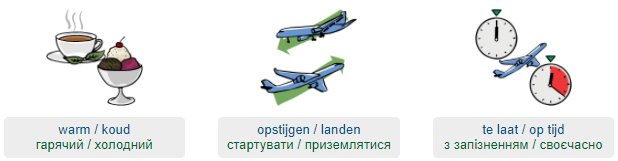 warm / koud
гарячий / холодний
opstijgen / landen
стартувати / приземлятися
te laat / op tijd
з запізненням / своєчасно